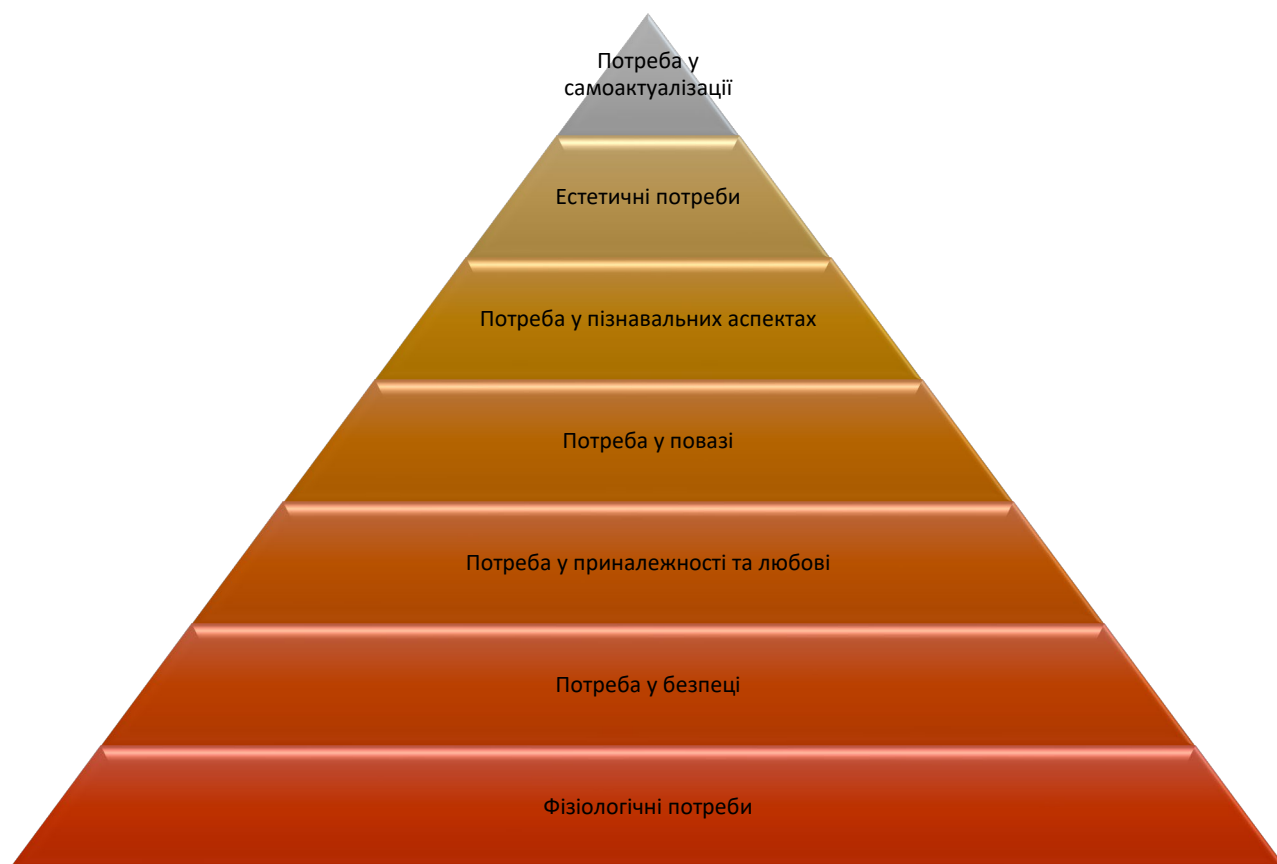 Потреба у
самоактуалізації
Естетичні потреби
Потреба у пізнавальних аспектах
Потреба у повазі
Потреба у приналежності та любові
Потреба у безпеці
Фізіологічні потреби